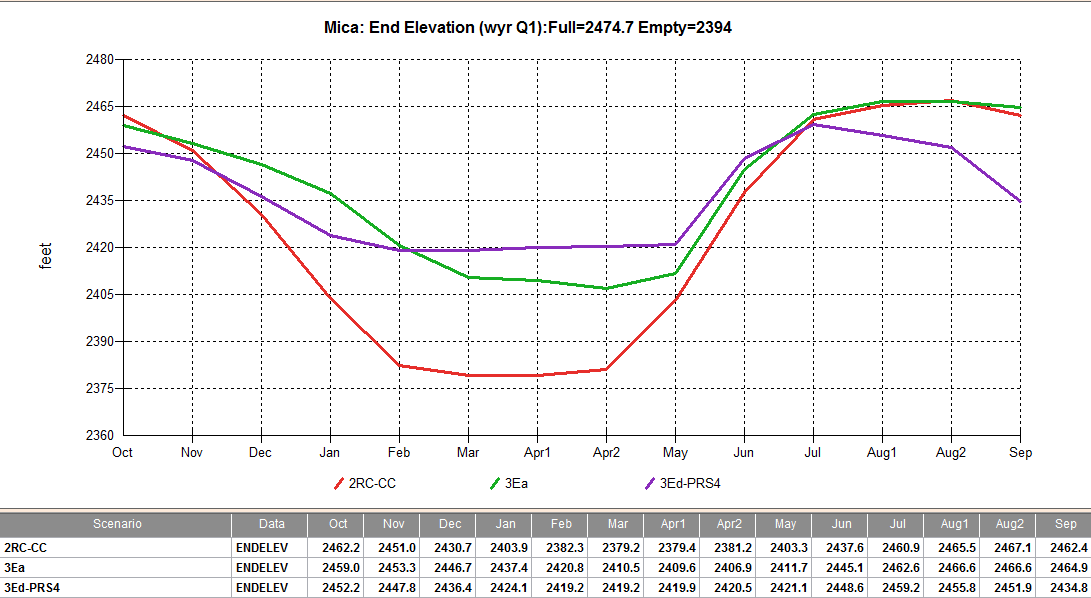 Mica: End Elevation (wyr Q1):Full=2474.7 Empty=2394
2480
2465
2450
2435
2420
2405
2390
2375
2360
feet
Oct Nov Dec Jan Feb Mar Apr1 Apr2 May Jun Jul Aug1 Aug2 Sep
2RC-CC 3Ea 3Ed-PRS4
Scenario Data Oct Nov Dec Jan Feb Mar Apr1 Apr2 May Jun Jul Aug1 Aug2 Sep
2RC-CC ENDELEV 2462.2 2451.0 2430.7 2403.9 2382.3 2379.2 2379.4 2381.2 2403.3 2437.6 2460.9 2465.5 2467.1 2462.4
3Ea ENDELEV 2459.0 2453.3 2446.7 2437.4 2420.8 2410.5 2409.6 2406.9 2411.7 2445.1 2462.6 2466.6 2466.6 2464.9
3Ed-PRS4 ENDELEV 2452.2 2447.8 2436.4 2424.1 2419.2 2419.2 2419.9 2420.5 2421.1 2448.6 2459.2 2455.8 2451.9 2434.8